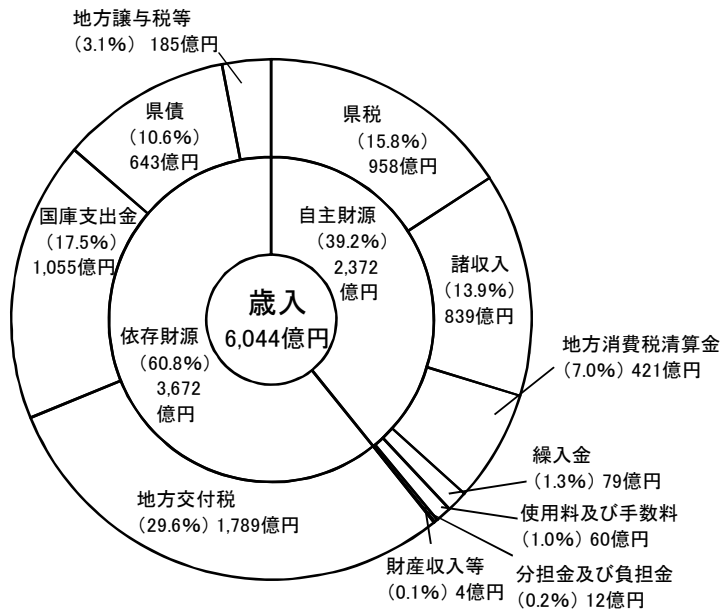 地方譲与税等
(3.1%) 185億円
県債
(10.6%)
643億円
県税
(15.8%)
958億円
国庫支出金
(17.5%)
1,055億円
自主財源
(39.2%)
2,372
億円
諸収入
(13.9%)
839億円
歳入
6,044億円
依存財源
(60.8%)
3,672
億円
地方消費税清算金
(7.0%) 421億円
繰入金
(1.3%) 79億円
使用料及び手数料
(1.0%) 60億円
地方交付税
(29.6%) 1,789億円
財産収入等
(0.1%) 4億円
分担金及び負担金
(0.2%) 12億円